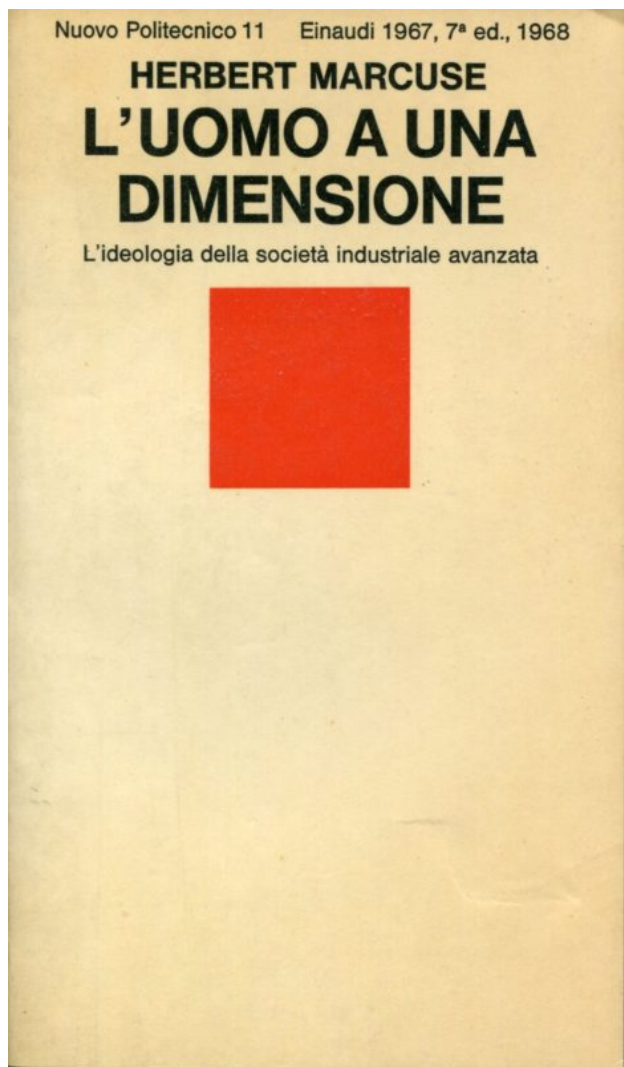 Nuovo Politecnico 11 Einaudi 1967, 7ª ed., 1968
HERBERT MARCUSE
L'UOMO A UNA
DIMENSIONE
L'ideologia della società industriale avanzata